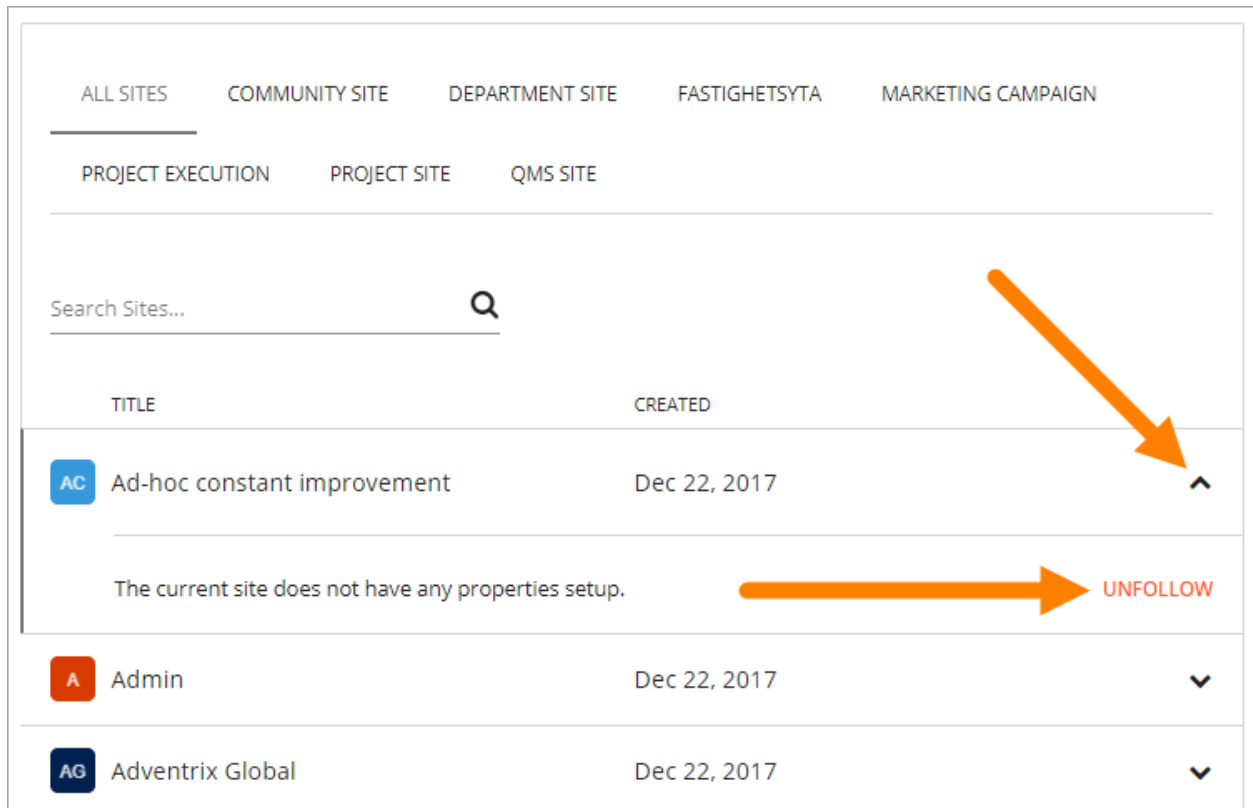 ALL SITES COMMUNITY SITE DEPARTMENT SITE FASTIGHETSYTA MARKETING CAMPAIGN
PROJECT EXECUTION PROJECT SITE QMS SITE
Search Sites...
TITLE CREATED
AC Ad-hoc constant improvement Dec 22, 2017
The current site does not have any properties setup. UNFOLLOW
A Admin Dec 22, 2017
AG Adventrix Global Dec 22, 2017